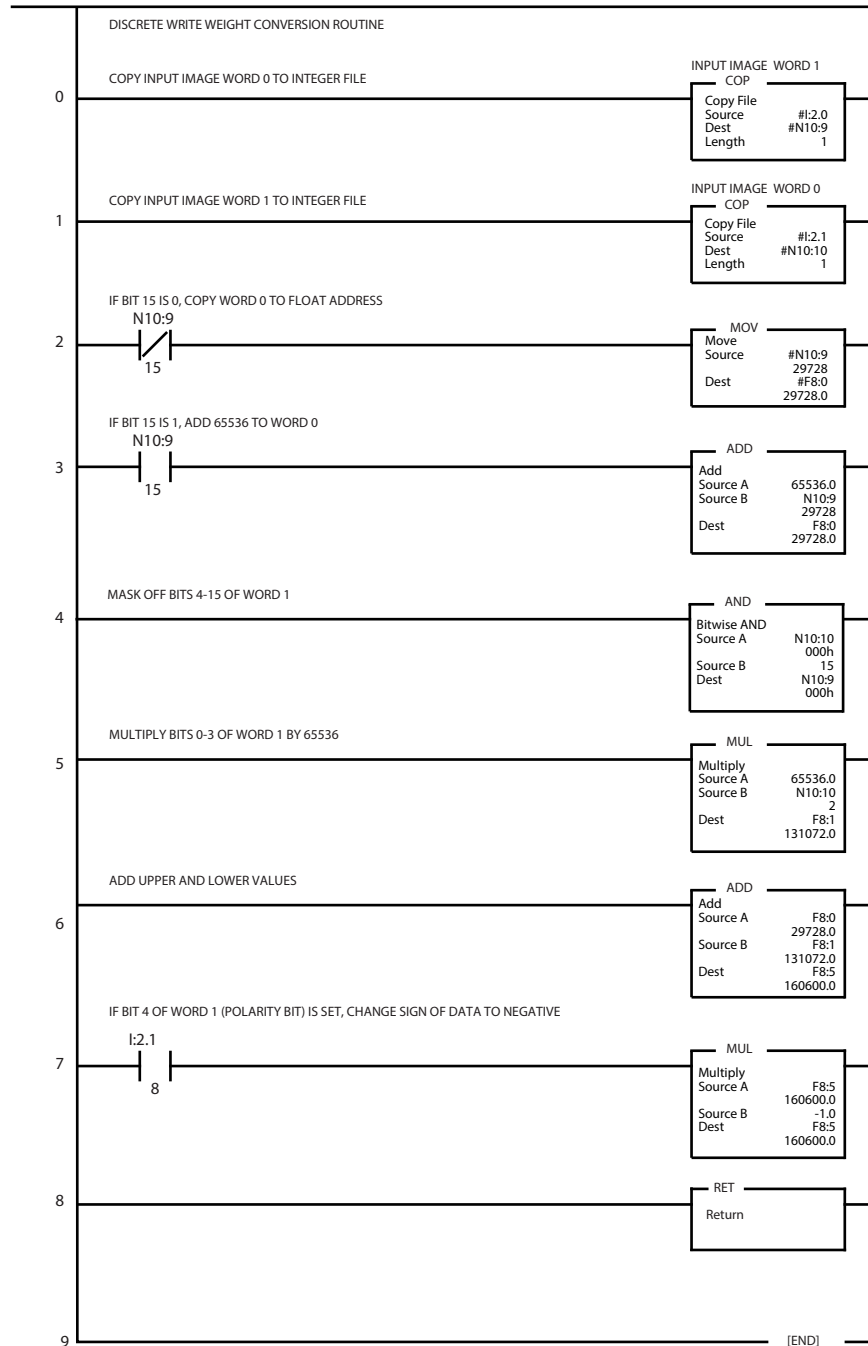 DISCRETE WRITE WEIGHT CONVERSION ROUTINE
INPUT IMAGE WORD 1
COPY INPUT IMAGE WORD 0 TO INTEGER FILE
COP
0
Copy File
Source #I:2.0
Dest #N10:9
Length 1
INPUT IMAGE WORD 0
COPY INPUT IMAGE WORD 1 TO INTEGER FILE
COP
1
Copy File
Source #I:2.1
Dest #N10:10
Length 1
IF BIT 15 IS 0, COPY WORD 0 TO FLOAT ADDRESS
N10:9
2
15
MOV
Move
Source #N10:9
29728
Dest #F8:0
29728.0
IF BIT 15 IS 1, ADD 65536 TO WORD 0
N10:9
3
15
ADD
Add
Source A 65536.0
Source B N10:9
29728
Dest F8:0
29728.0
MASK OFF BITS 4-15 OF WORD 1
4
AND
Bitwise AND
Source A N10:10
000h
Source B 15
Dest N10:9
000h
MULTIPLY BITS 0-3 OF WORD 1 BY 65536
5
MUL
Multiply
Source A 65536.0
Source B N10:10
2
Dest F8:1
131072.0
ADD UPPER AND LOWER VALUES
6
ADD
Add
Source A F8:0
29728.0
Source B F8:1
131072.0
Dest F8:5
160600.0
IF BIT 4 OF WORD 1 (POLARITY BIT) IS SET, CHANGE SIGN OF DATA TO NEGATIVE
I:2.1
7
8
MUL
Multiply
Source A F8:5
160600.0
Source B -1.0
Dest F8:5
160600.0
8
RET
Return
9
[END]